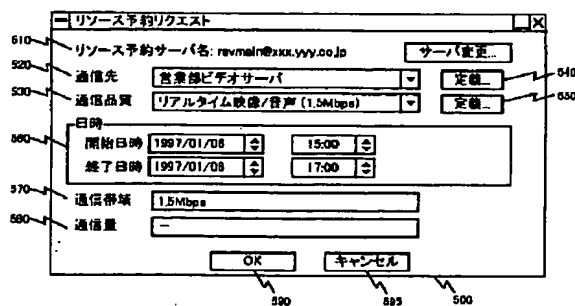 リソース予約リクエスト
510 リソース予約サーバ名: rsvmain@xxx.yyy.co.jp サーバ変更...
520 通信先 営業部ビデオサーバ 定義... 540
530 通信品質 リアルタイム映像/音声 (1.5Mbps) 定義... 550
日時
560 開始日時 1997/01/06 15:00
終了日時 1997/01/06 17:00
570 通信帯域 1.5Mbps
580 通信量 —
OK キャンセル
590 595 500